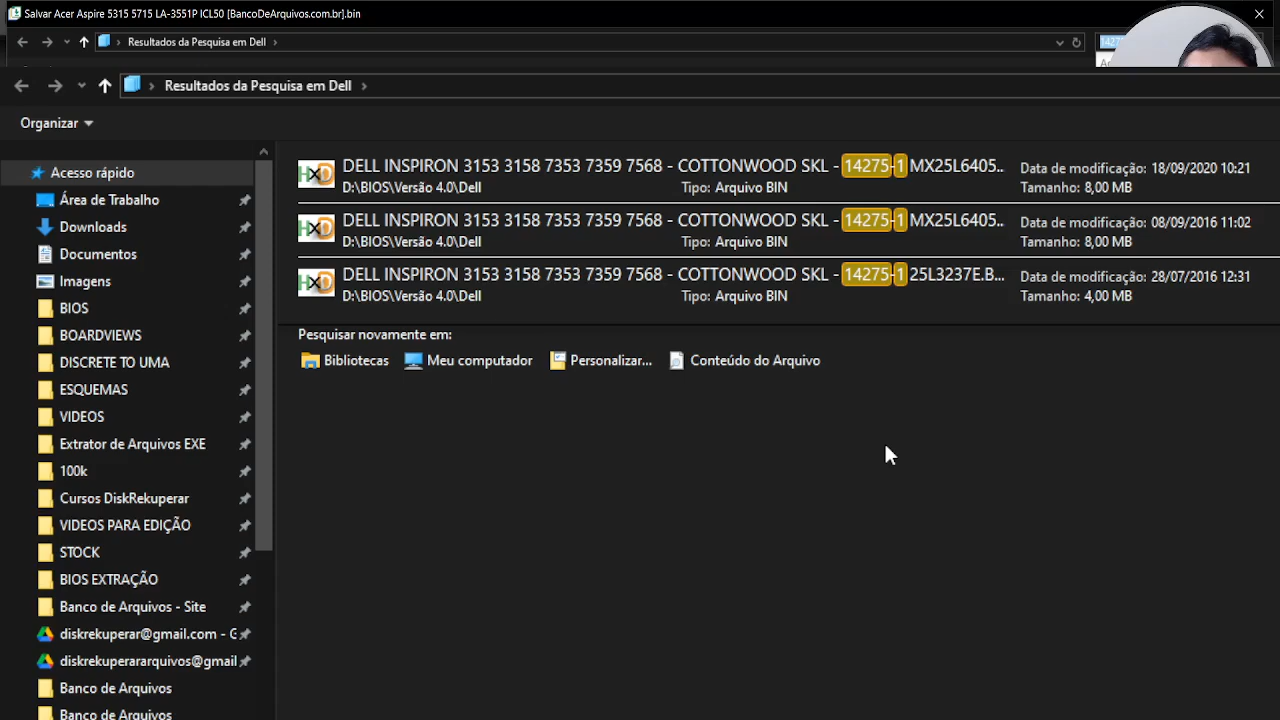 Salvar Acer Aspire 5315 5715 LA-3551P ICL50 [BancoDeArquivos.com.br].bin
Resultados da Pesquisa em Dell
Resultados da Pesquisa em Dell
Organizar
Acesso rápido
Área de Trabalho
Downloads
Documentos
Imagens
BIOS
BOARDVIEWS
DISCRETE TO UMA
ESQUEMAS
VIDEOS
Extrator de Arquivos EXE
100k
Cursos DiskRekuperar
VIDEOS PARA EDIÇÃO
STOCK
BIOS EXTRAÇÃO
Banco de Arquivos - Site
diskrekuperar@gmail.com - G
diskrekuperararquivos@gmail
Banco de Arquivos
Banco de Arquivos
DELL INSPIRON 3153 3158 7353 7359 7568 - COTTONWOOD SKL - 14275-1 MX25L6405..
D:\BIOS\Versão 4.0\Dell
Tipo: Arquivo BIN
Data de modificação: 18/09/2020 10:21
Tamanho: 8,00 MB
DELL INSPIRON 3153 3158 7353 7359 7568 - COTTONWOOD SKL - 14275-1 MX25L6405..
D:\BIOS\Versão 4.0\Dell
Tipo: Arquivo BIN
Data de modificação: 08/09/2016 11:02
Tamanho: 8,00 MB
DELL INSPIRON 3153 3158 7353 7359 7568 - COTTONWOOD SKL - 14275-1 25L3237E.B...
D:\BIOS\Versão 4.0\Dell
Tipo: Arquivo BIN
Data de modificação: 28/07/2016 12:31
Tamanho: 4,00 MB
Pesquisar novamente em:
Bibliotecas
Meu computador
Personalizar...
Conteúdo do Arquivo